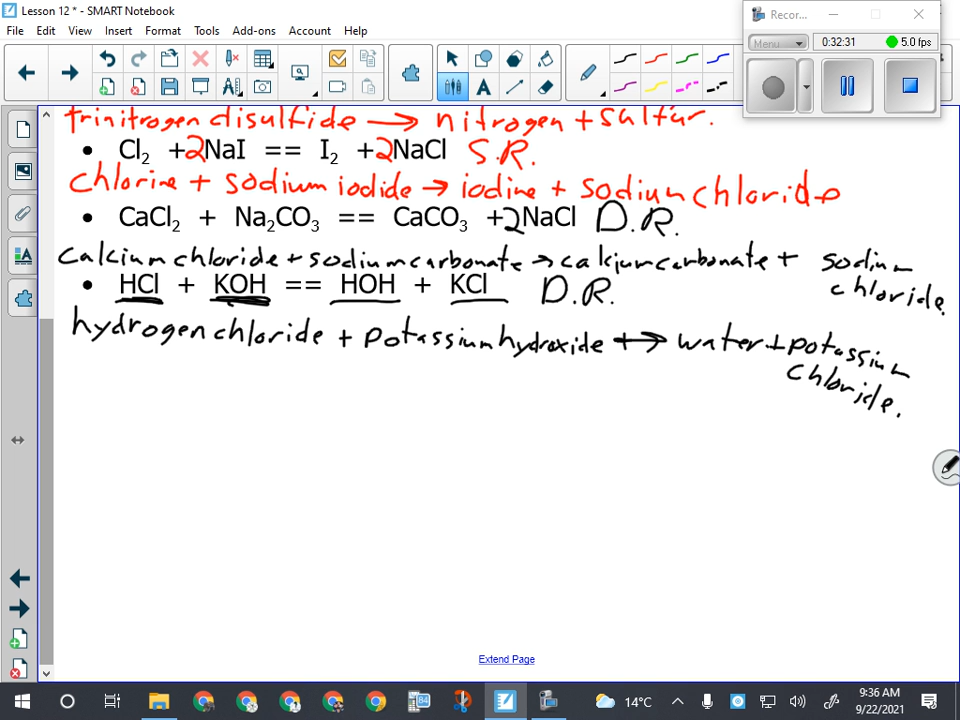 Lesson 12 * - SMART Notebook
Recor...
File Edit View Insert Format Tools Add-ons Account Help
Menu 0:32:31 5.0 fps
trinitrogen disulfide → nitrogen + sulfur.
• Cl₂ + 2NaI == I₂ + 2NaCl S.R.
chlorine + sodium iodide → iodine + sodium chloride
• CaCl₂ + Na₂CO₃ == CaCO₃ + 2NaCl D.R.
calcium chloride + sodium carbonate → calcium carbonate + sodium
chloride.
• HCl + KOH == HOH + KCl D.R.
hydrogen chloride + potassium hydroxide → water + potassium
chloride.
Extend Page
14°C
9:36 AM
9/22/2021